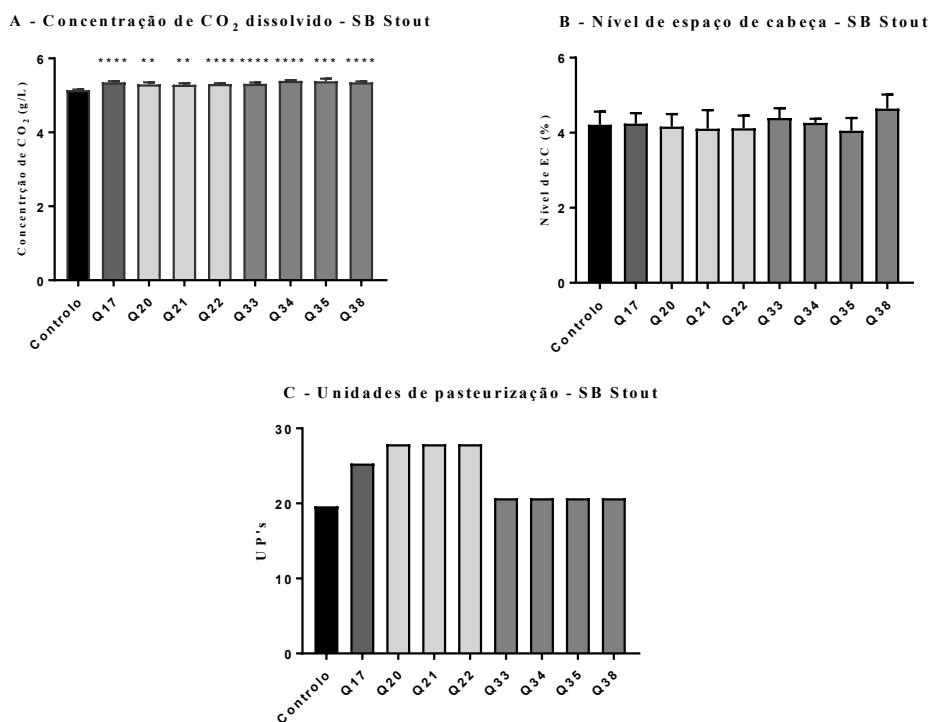 A - Concentração de CO2 dissolvido - SB Stout
**** ** ** **** **** **** *** ****
6
4
2
0
Concentrção de CO2 (g/L)
Controlo Q17 Q20 Q21 Q22 Q33 Q34 Q35 Q38
B - Nível de espaço de cabeça - SB Stout
6
4
2
0
Nível de EC (%)
Controlo Q17 Q20 Q21 Q22 Q33 Q34 Q35 Q38
C - Unidades de pasteurização - SB Stout
30
20
10
0
UP's
Controlo Q17 Q20 Q21 Q22 Q33 Q34 Q35 Q38